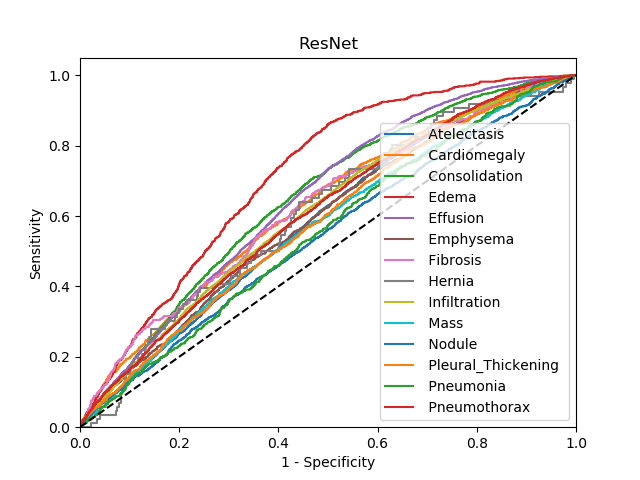 ResNet
Sensitivity
1.0
0.8
0.6
0.4
0.2
0.0
Atelectasis
Cardiomegaly
Consolidation
Edema
Effusion
Emphysema
Fibrosis
Hernia
Infiltration
Mass
Nodule
Pleural_Thickening
Pneumonia
Pneumothorax
0.0 0.2 0.4 0.6 0.8 1.0
1 - Specificity